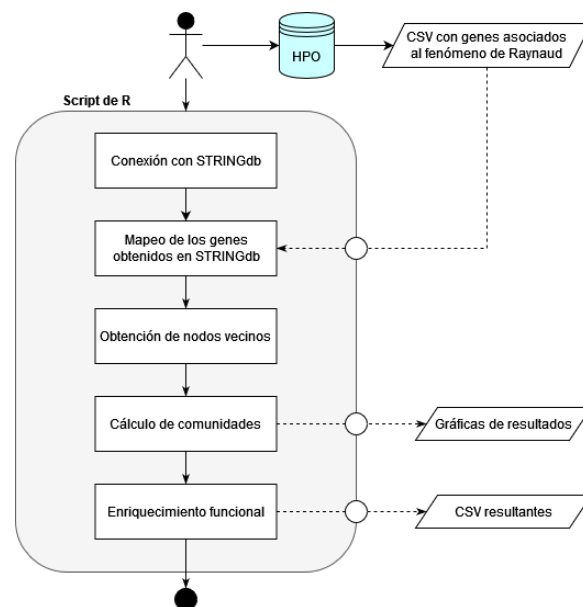 HPO
CSV con genes asociados
al fenómeno de Raynaud
Script de R
Conexión con STRINGdb
Mapeo de los genes
obtenidos en STRINGdb
Obtención de nodos vecinos
Cálculo de comunidades
Gráficas de resultados
Enriquecimiento funcional
CSV resultantes